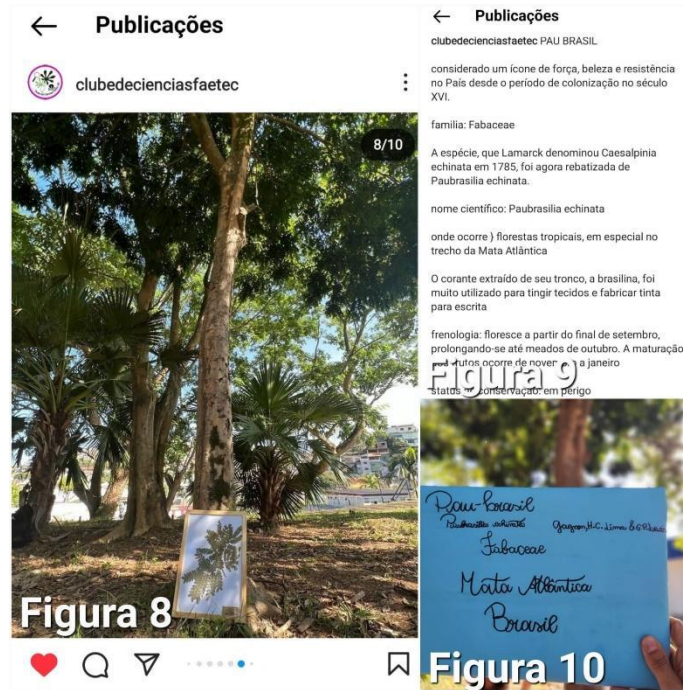 Publicações
clubedecienciasfaetec
8/10
Figura 8
Publicações
clubedecienciasfaetec PAU BRASIL
considerado um ícone de força, beleza e resistência
no País desde o período de colonização no século
XVI.
familia: Fabaceae
A espécie, que Lamarck denominou Caesalpinia
echinata em 1785, foi agora rebatizada de
Paubrasilia echinata.
nome científico: Paubrasilia echinata
onde ocorre } florestas tropicais, em especial no
trecho da Mata Atlântica
O corante extraído de seu tronco, a brasilina, foi
muito utilizado para tingir tecidos e fabricar tinta
para escrita
frenologia: floresce a partir do final de setembro,
prolongando-se até meados de outubro. A maturação
frutos ocorre de a janeiro
Figura 9
conservação: em perigo
Pau-brasil
Gagnon, H.C. Lima &
Fabaceae
Mata Atlântica
Brasil
Figura 10